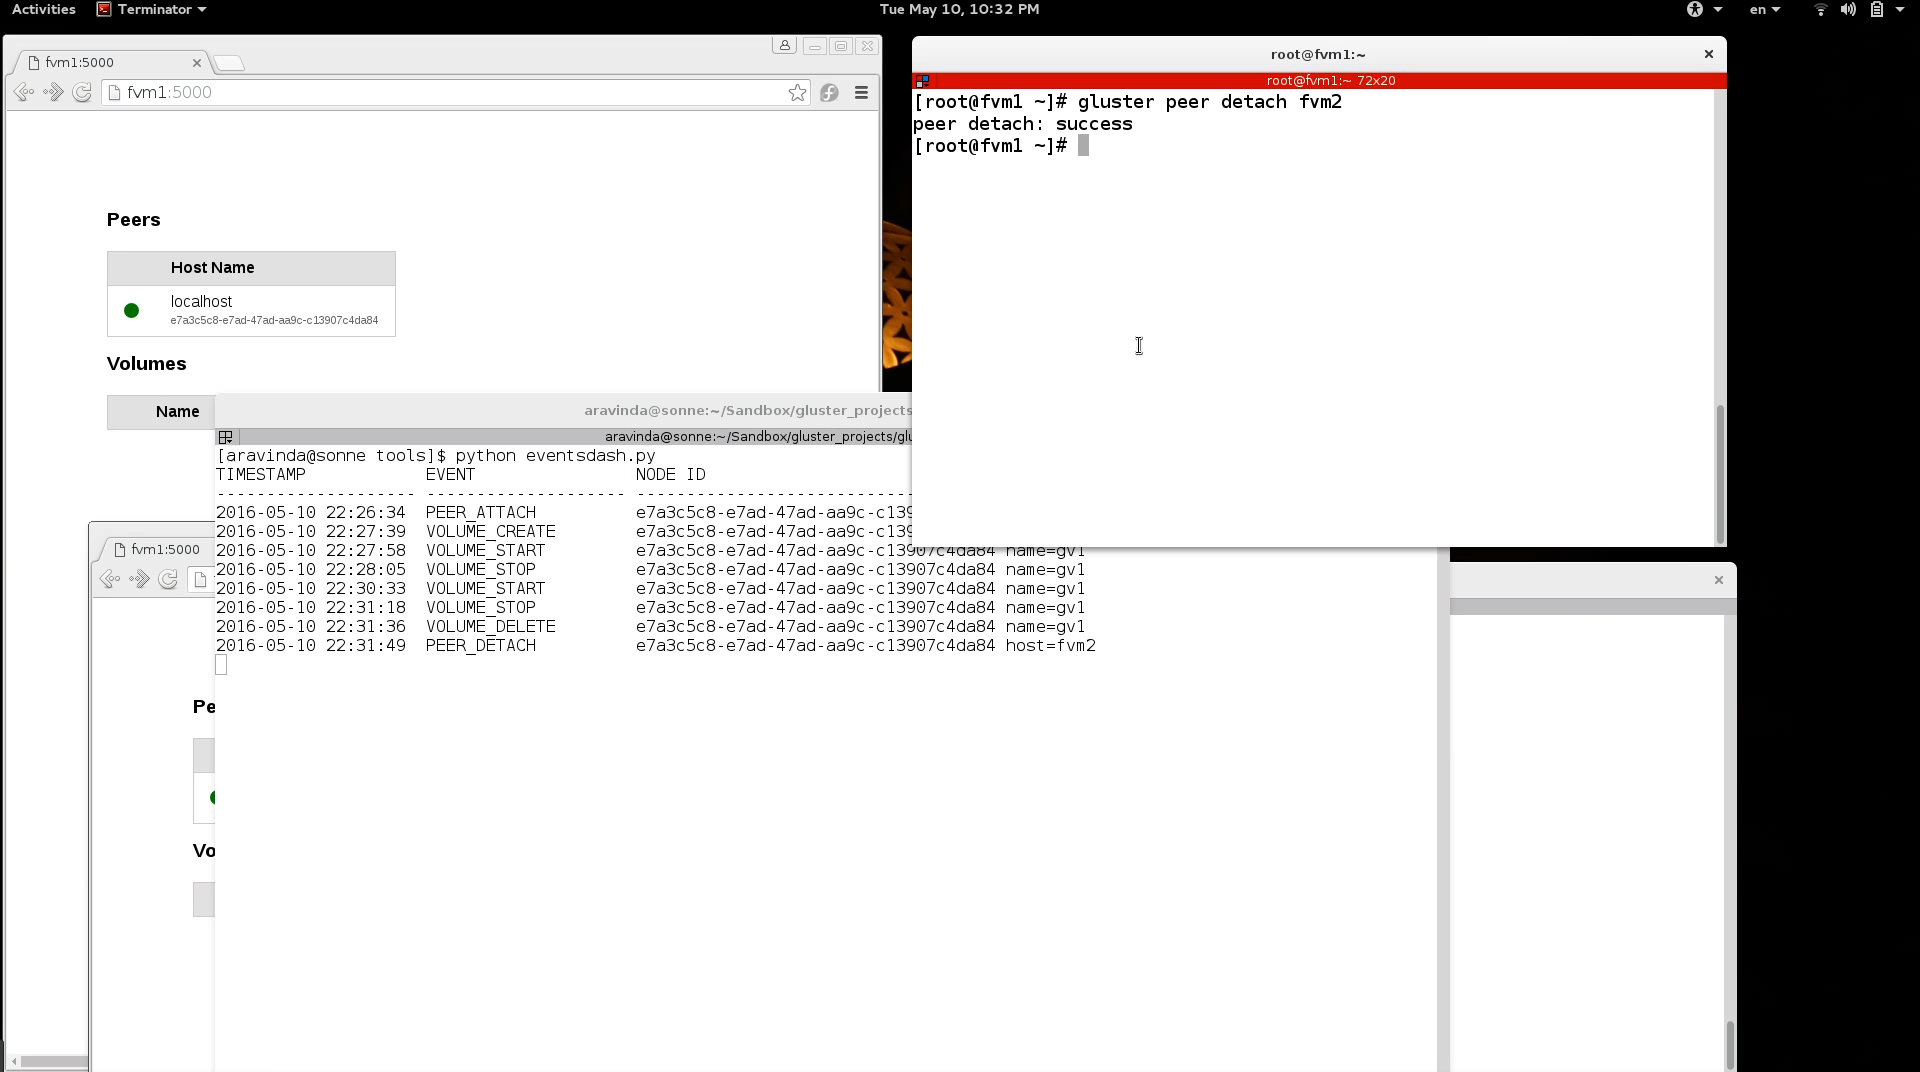 Activities Terminator Tue May 10, 10:32 PM en
fvm1:5000
fvm1:5000
Peers
Host Name
localhost
e7a3c5c8-e7ad-47ad-aa9c-c13907c4da84
Volumes
Name
root@fvm1:~
root@fvm1:~ 72x20
[root@fvm1 ~]# gluster peer detach fvm2
peer detach: success
[root@fvm1 ~]#
aravinda@sonne:~/Sandbox/gluster_projects
aravinda@sonne:~/Sandbox/gluster_projects/glu
[aravinda@sonne tools]$ python eventsdash.py
TIMESTAMP EVENT NODE ID
-------------------- -------------------- ----------------------------
2016-05-10 22:26:34 PEER_ATTACH e7a3c5c8-e7ad-47ad-aa9c-c139
2016-05-10 22:27:39 VOLUME_CREATE e7a3c5c8-e7ad-47ad-aa9c-c139
2016-05-10 22:27:58 VOLUME_START e7a3c5c8-e7ad-47ad-aa9c-c13907c4da84 name=gv1
2016-05-10 22:28:05 VOLUME_STOP e7a3c5c8-e7ad-47ad-aa9c-c13907c4da84 name=gv1
2016-05-10 22:30:33 VOLUME_START e7a3c5c8-e7ad-47ad-aa9c-c13907c4da84 name=gv1
2016-05-10 22:31:18 VOLUME_STOP e7a3c5c8-e7ad-47ad-aa9c-c13907c4da84 name=gv1
2016-05-10 22:31:36 VOLUME_DELETE e7a3c5c8-e7ad-47ad-aa9c-c13907c4da84 name=gv1
2016-05-10 22:31:49 PEER_DETACH e7a3c5c8-e7ad-47ad-aa9c-c13907c4da84 host=fvm2
fvm1:5000
Pe
Vo